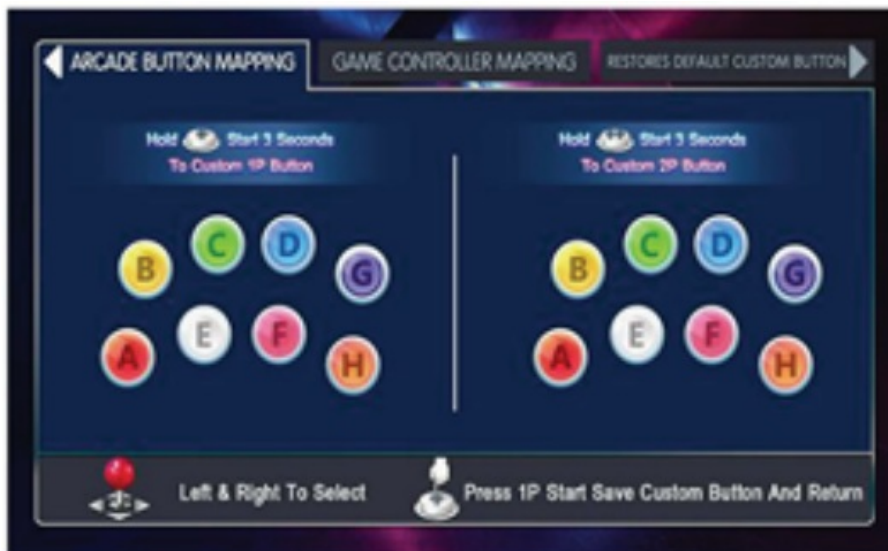 ARCADE BUTTON MAPPING
GAME CONTROLLER MAPPING
RESTORES DEFAULT CUSTOM BUTTON
Hold Start 3 Seconds
To Custom 1P Button
Hold Start 3 Seconds
To Custom 2P Button
B C D G
A E F H
B C D G
A E F H
Left & Right To Select
Press 1P Start Save Custom Button And Return